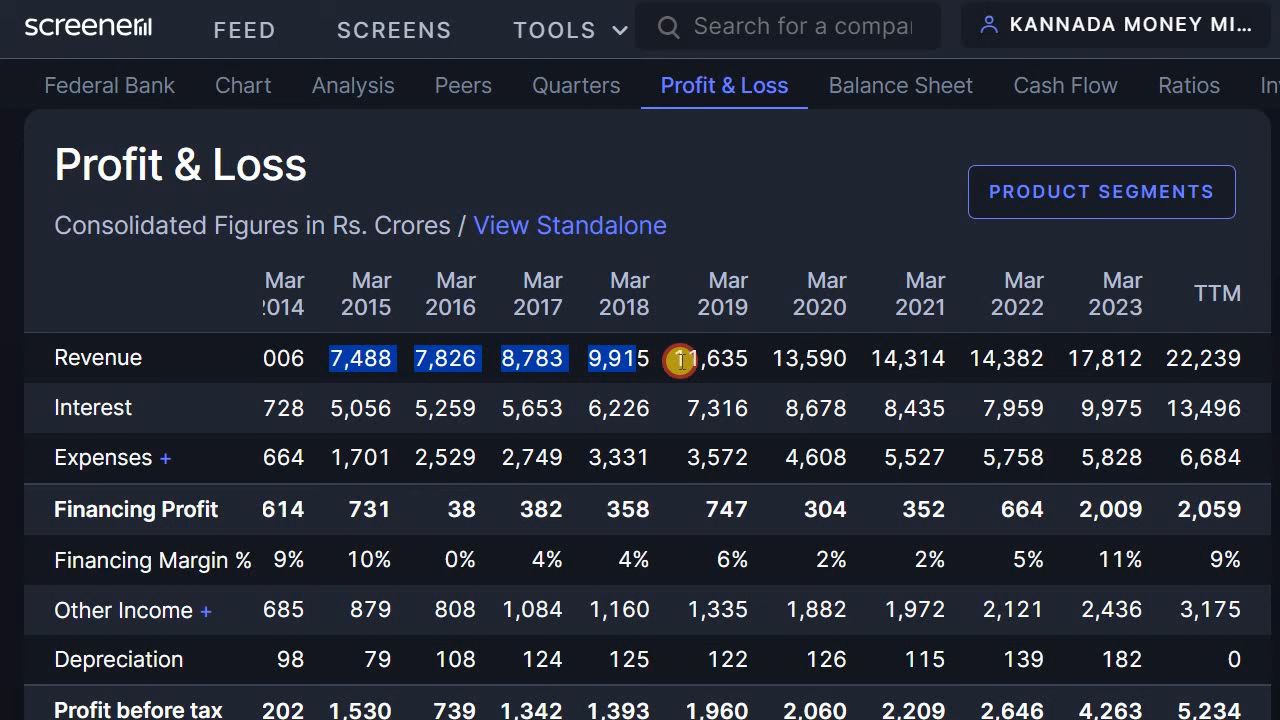 screener
FEED SCREENS TOOLS Search for a compar KANNADA MONEY MI...
Federal Bank Chart Analysis Peers Quarters Profit & Loss Balance Sheet Cash Flow Ratios In
Profit & Loss
PRODUCT SEGMENTS
Consolidated Figures in Rs. Crores / View Standalone
Mar 2014 Mar 2015 Mar 2016 Mar 2017 Mar 2018 Mar 2019 Mar 2020 Mar 2021 Mar 2022 Mar 2023 TTM
Revenue 006 7,488 7,826 8,783 9,915 11,635 13,590 14,314 14,382 17,812 22,239
Interest 728 5,056 5,259 5,653 6,226 7,316 8,678 8,435 7,959 9,975 13,496
Expenses + 664 1,701 2,529 2,749 3,331 3,572 4,608 5,527 5,758 5,828 6,684
Financing Profit 614 731 38 382 358 747 304 352 664 2,009 2,059
Financing Margin % 9% 10% 0% 4% 4% 6% 2% 2% 5% 11% 9%
Other Income + 685 879 808 1,084 1,160 1,335 1,882 1,972 2,121 2,436 3,175
Depreciation 98 79 108 124 125 122 126 115 139 182 0
Profit before tax 202 1,530 739 1,342 1,393 1,960 2,060 2,209 2,646 4,263 5,234